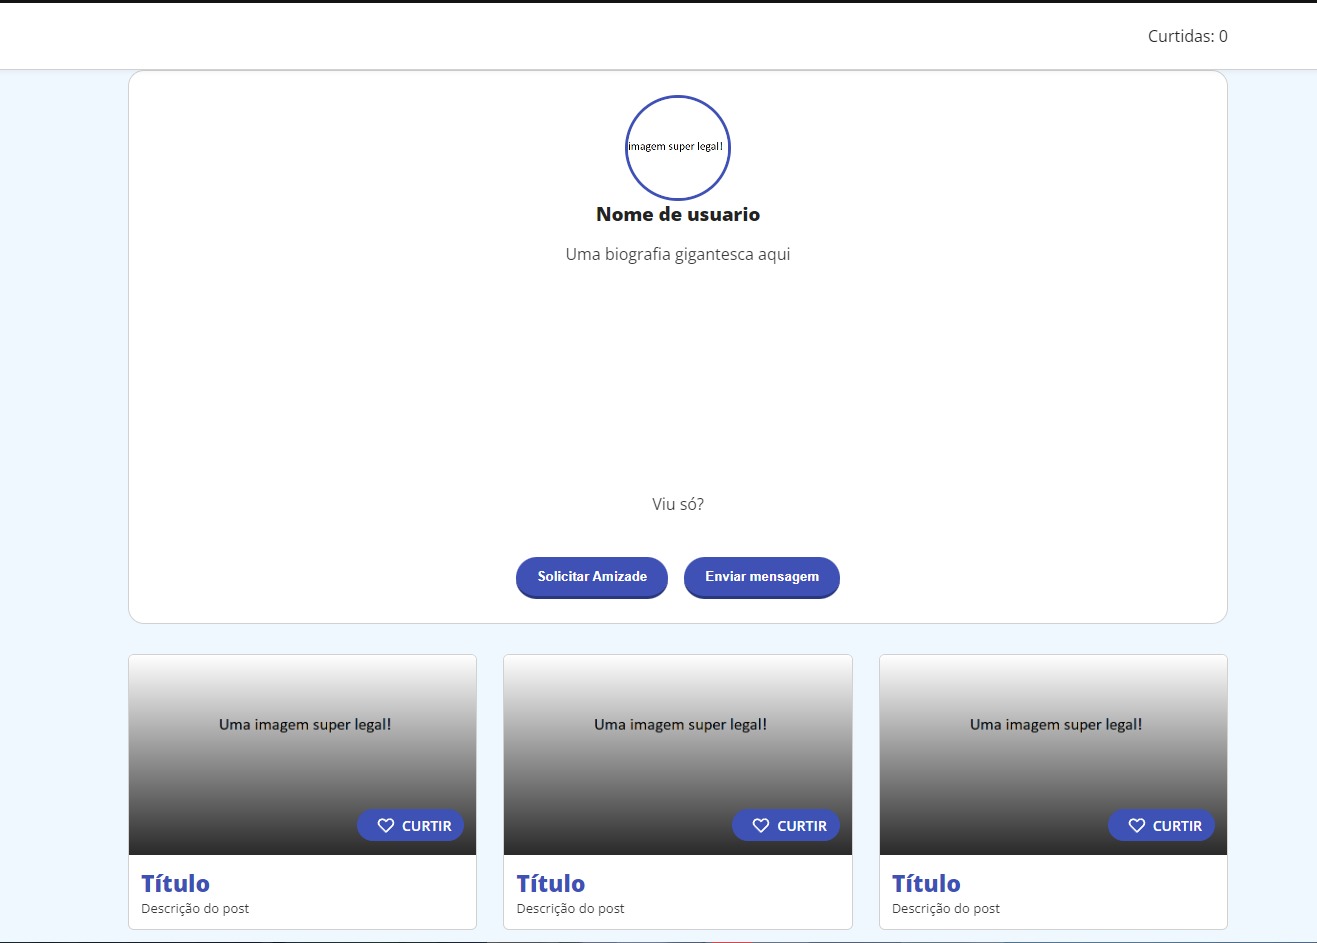 Curtidas: 0
imagem super legal!
Nome de usuario
Uma biografia gigantesca aqui
Viu só?
Solicitar Amizade
Enviar mensagem
Uma imagem super legal!
CURTIR
Título
Descrição do post
Uma imagem super legal!
CURTIR
Título
Descrição do post
Uma imagem super legal!
CURTIR
Título
Descrição do post